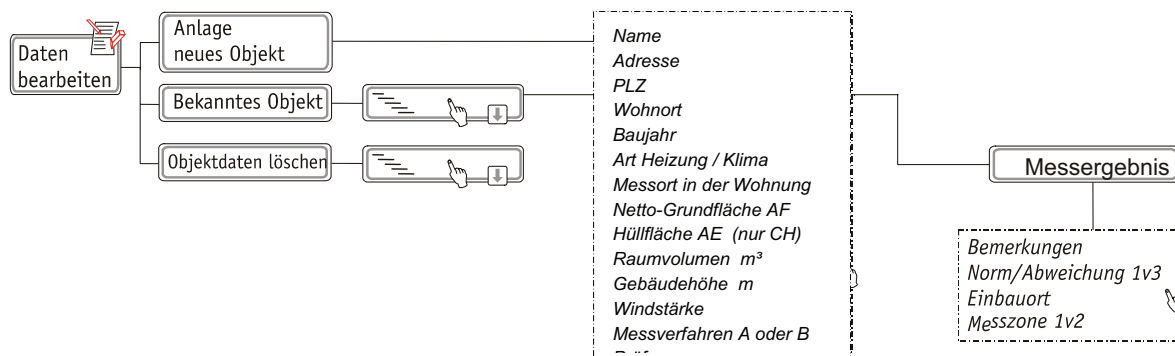 Daten
bearbeiten
Anlage
neues Objekt
Bekanntes Objekt
Objektdaten löschen
Name
Adresse
PLZ
Wohnort
Baujahr
Art Heizung / Klima
Messort in der Wohnung
Netto-Grundfläche AF
Hüllfläche AE (nur CH)
Raumvolumen m³
Gebäudehöhe m
Windstärke
Messverfahren A oder B
Messergebnis
Bemerkungen
Norm/Abweichung 1v3
Einbauort
Messzone 1v2